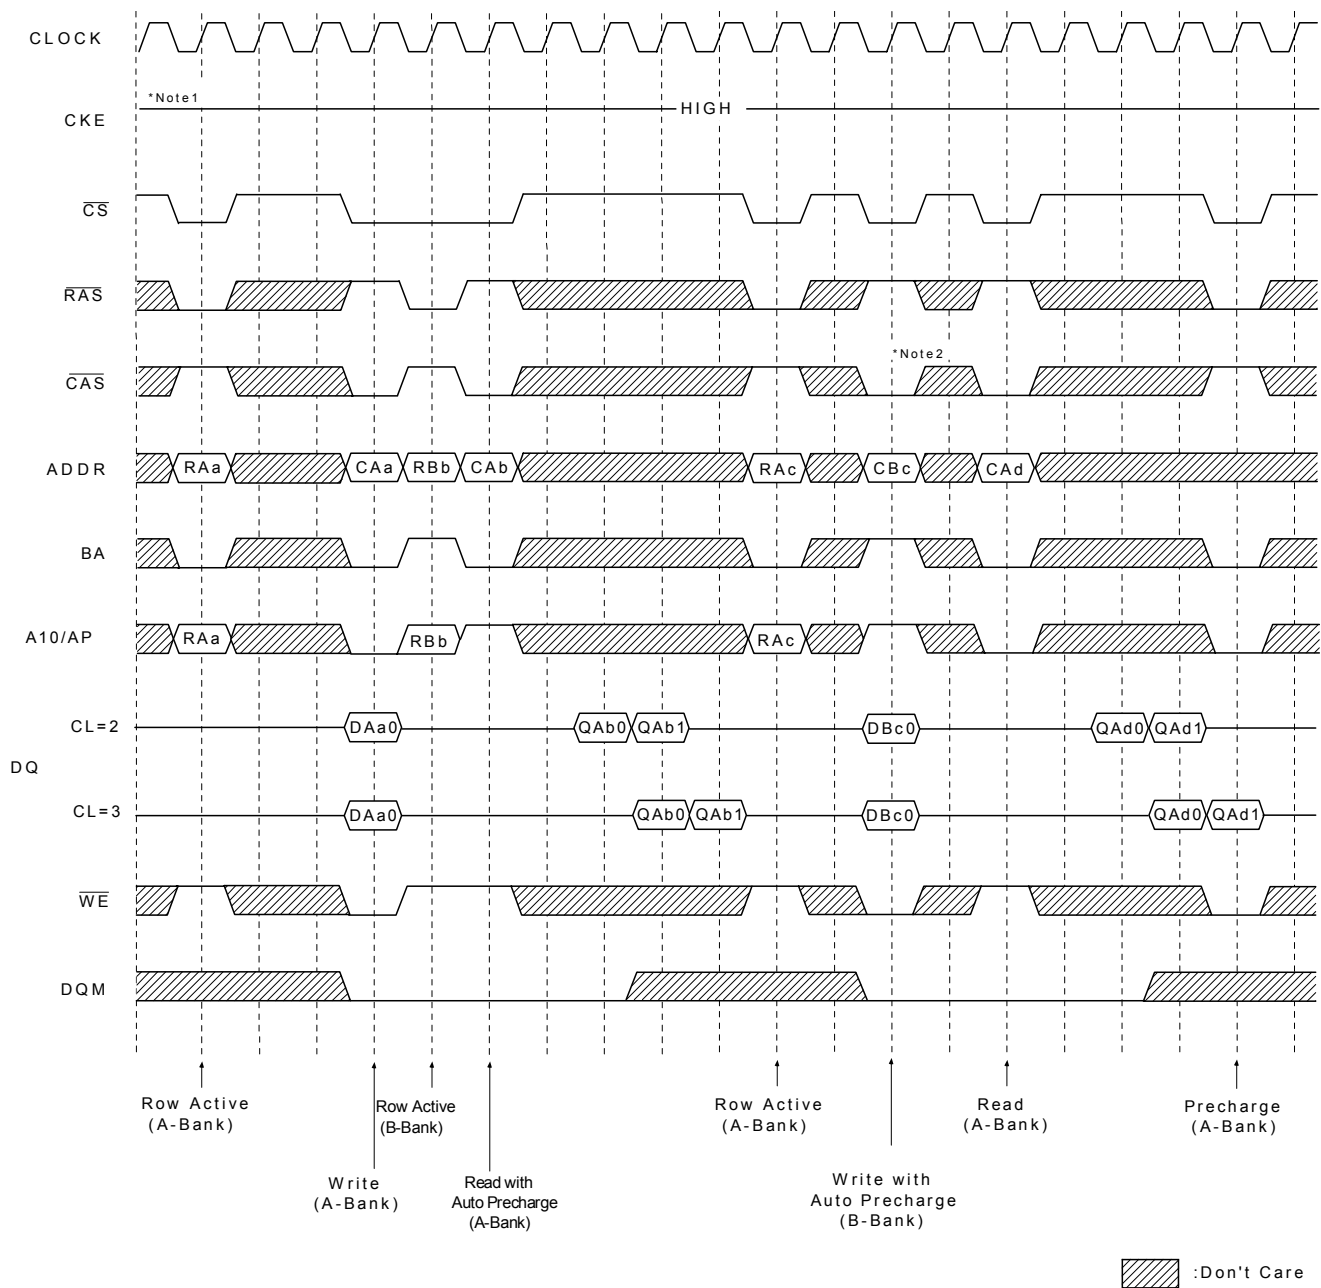 CLOCK
*Note1
HIGH
CKE
CS
RAS
*Note2
CAS
ADDR RAa CAa RBb CAb RAc CBc CAd
BA
A10/AP RAa RBb RAc
CL=2 DAa0 QAb0 QAb1 DBc0 QAd0 QAd1
DQ
CL=3 DAa0 QAb0 QAb1 DBc0 QAd0 QAd1
WE
DQM
Row Active
(A-Bank)
Row Active
(B-Bank)
Row Active
(A-Bank)
Read
(A-Bank)
Precharge
(A-Bank)
Write
(A-Bank)
Read with
Auto Precharge
(A-Bank)
Write with
Auto Precharge
(B-Bank)
:Don't Care